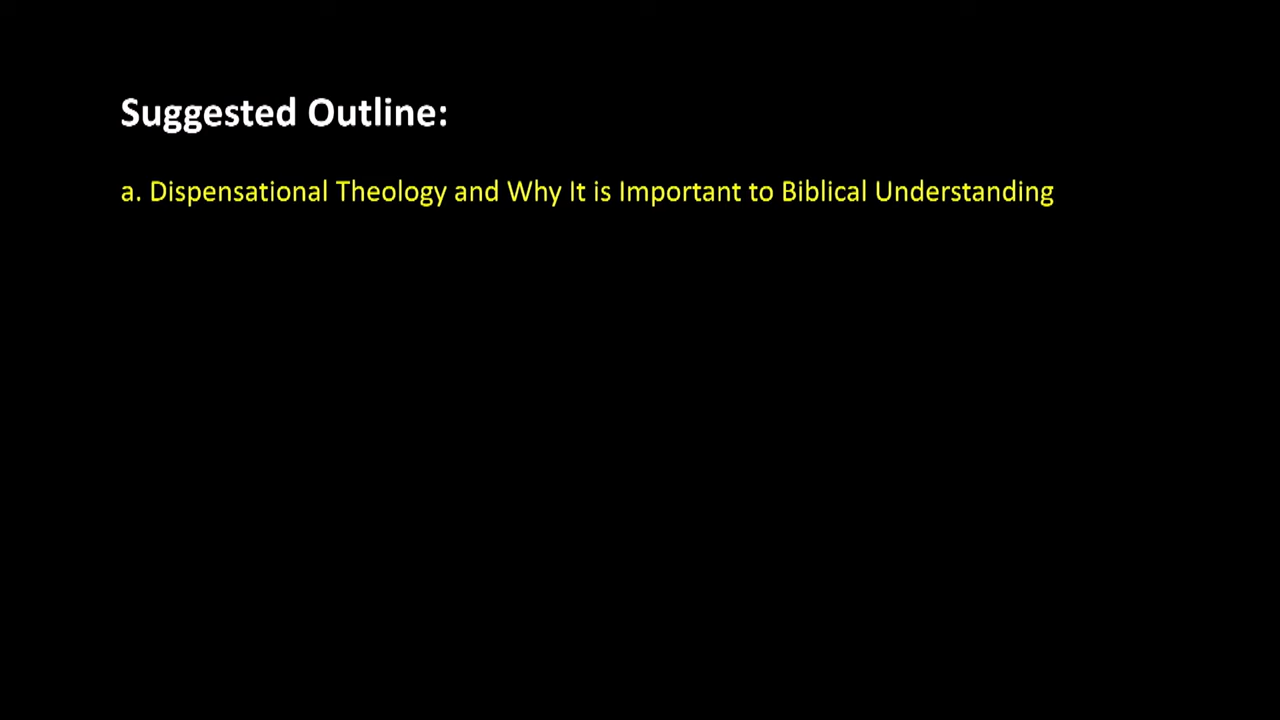 Suggested Outline:
a. Dispensational Theology and Why It is Important to Biblical Understanding